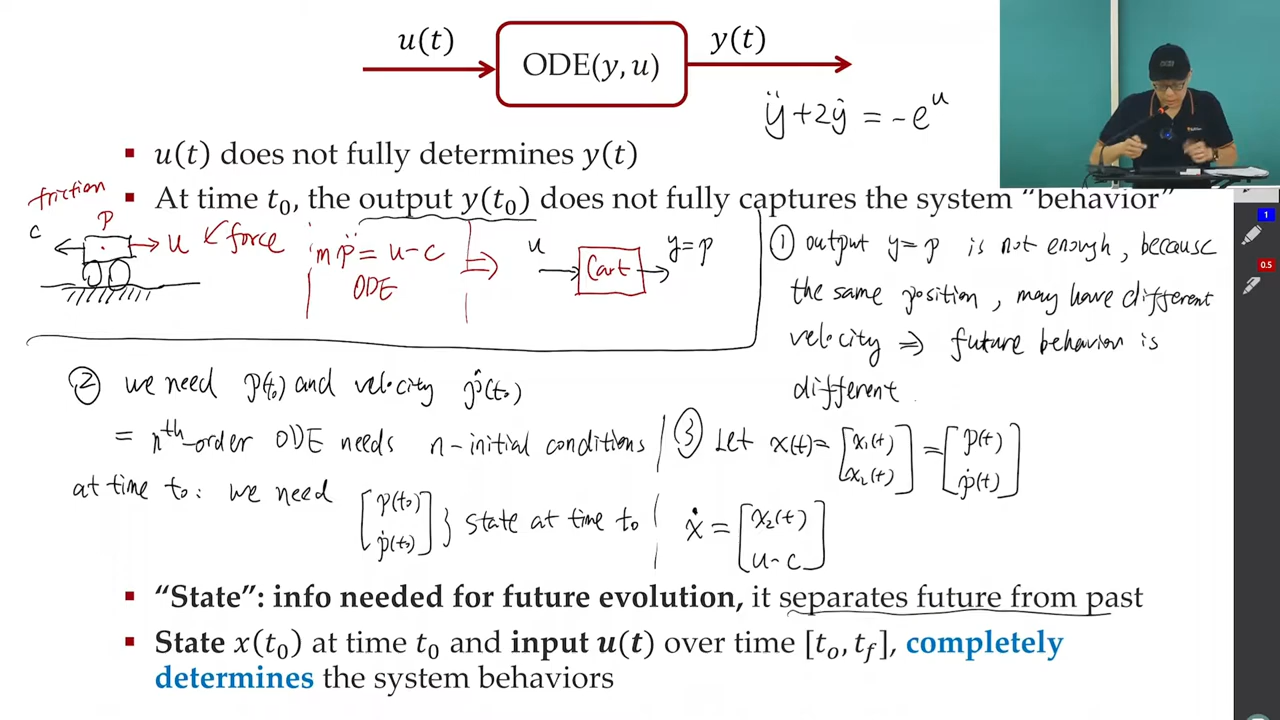 u(t)
ODE(y, u)
y(t)
ÿ + 2ẏ = -e^u
▪ u(t) does not fully determines y(t)
▪ At time t₀, the output y(t₀) does not fully captures the system “behavior”
friction
c
p
u
force
m p̈ = u - c
ODE
⇒
u
Cart
y = p
① output y = p is not enough, because
the same position, may have different
velocity ⇒ future behavior is
different
② we need p(t₀) and velocity ṗ(t₀)
= nth-order ODE needs n-initial conditions
at time t₀: we need [p(t₀) ṗ(t₀)] } state at time t₀
③ Let x(t) = [x₁(t) x₂(t)] = [p(t) ṗ(t)]
ẋ = [x₂(t) u - c]
▪ “State”: info needed for future evolution, it separates future from past
▪ State x(t₀) at time t₀ and input u(t) over time [t₀, t_f], completely
determines the system behaviors
1
0.5